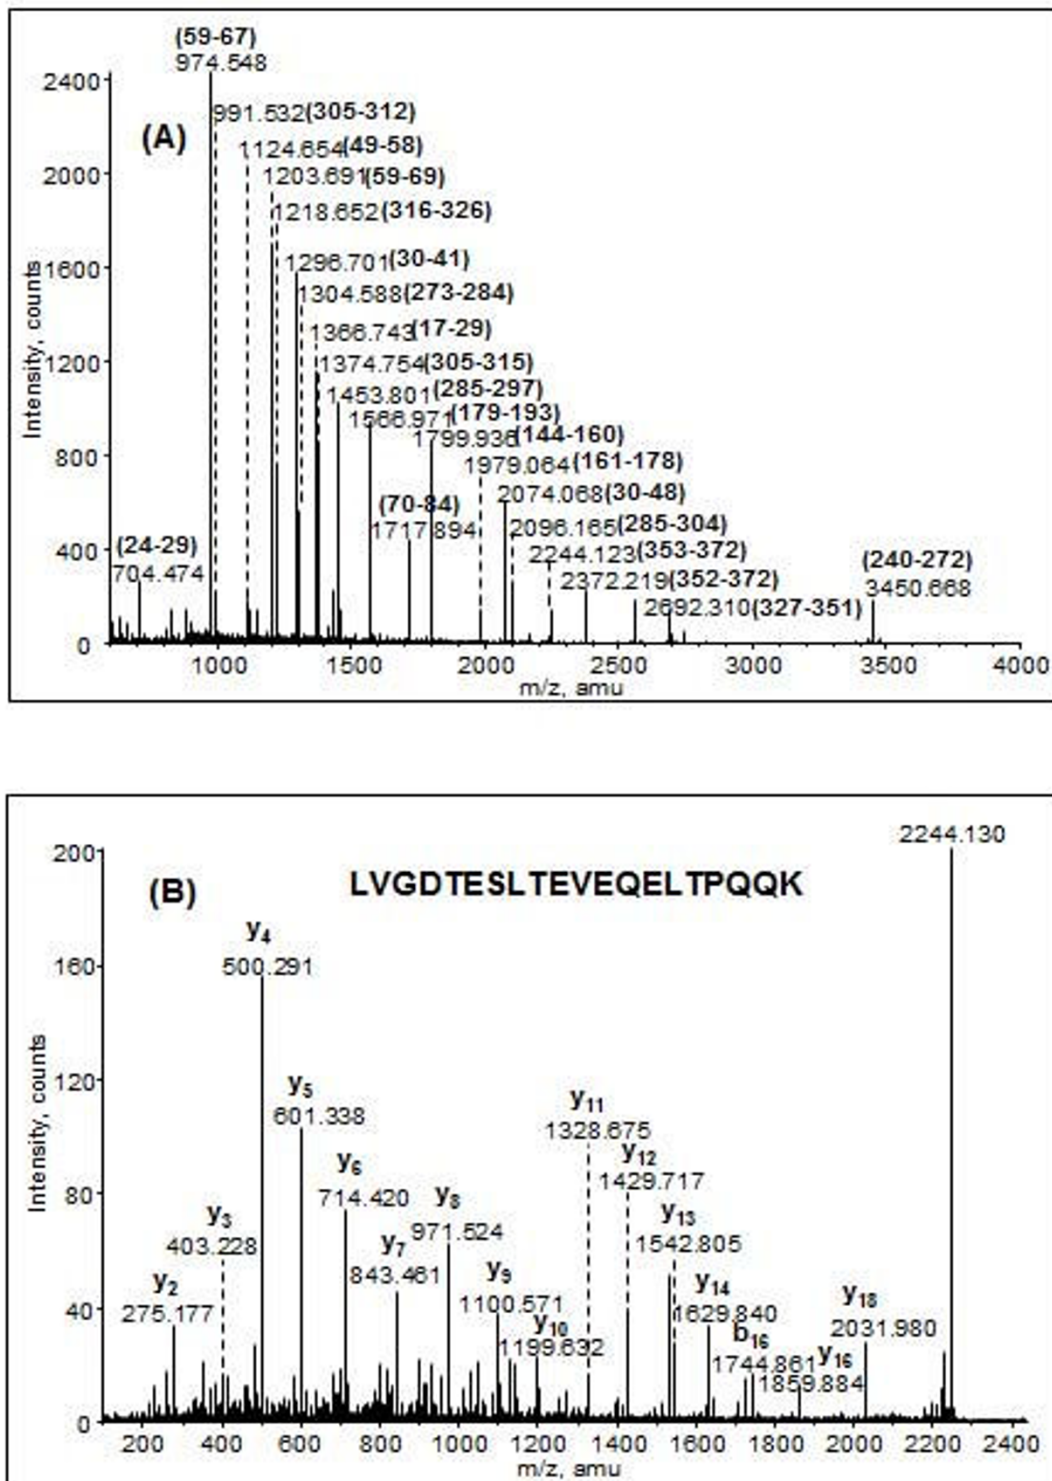 (59-67)
974.548
2400
991.532(305-312)
(A)
1124.654(49-58)
1203.691(59-69)
2000
1218.652(316-326)
1600
1296.701(30-41)
1304.588(273-284)
1366.743(17-29)
1200
1374.754(305-315)
1453.801(285-297)
1566.971(179-193)
1799.936(144-160)
800
1979.064(161-178)
2074.068(30-48)
(70-84)
1717.894
2096.165(285-304)
400
(24-29)
704.474
2244.123(353-372)
2372.219(352-372)
2692.310(327-351)
(240-272)
3450.668
0
1000 1500 2000 2500 3000 3500 4000
m/z, amu
Intensity, counts
2244.130
200
(B)
LVGDTESLTEVEQELTPQQK
y4
500.291
160
120
y5
601.338
y11
1328.675
y12
1429.717
80
y6
714.420
y8
971.524
y3
403.228
y13
1542.805
y7
843.461
y2
275.177
y9
1100.571
y14
1629.840
y18
2031.980
40
y10
1199.632
b16
1744.861
y16
1859.884
0
200 400 600 800 1000 1200 1400 1600 1800 2000 2200 2400
m/z, amu
Intensity, counts